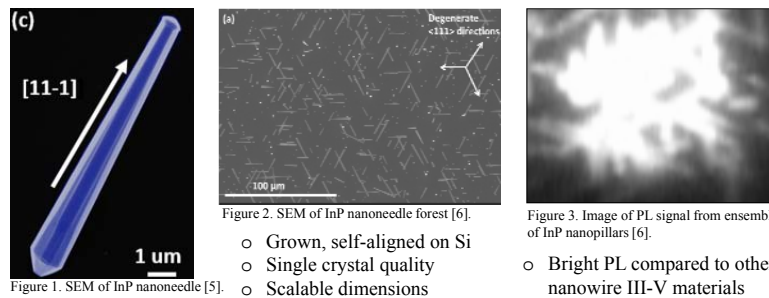 (c)
[11-1]
1 um
Figure 1. SEM of InP nanoneedle [5].
(a)
Degenerate
<111> directions
100 µm
Figure 2. SEM of InP nanoneedle forest [6].
o Grown, self-aligned on Si
o Single crystal quality
o Scalable dimensions
Figure 3. Image of PL signal from ensemb
of InP nanopillars [6].
o Bright PL compared to othe
nanowire III-V materials